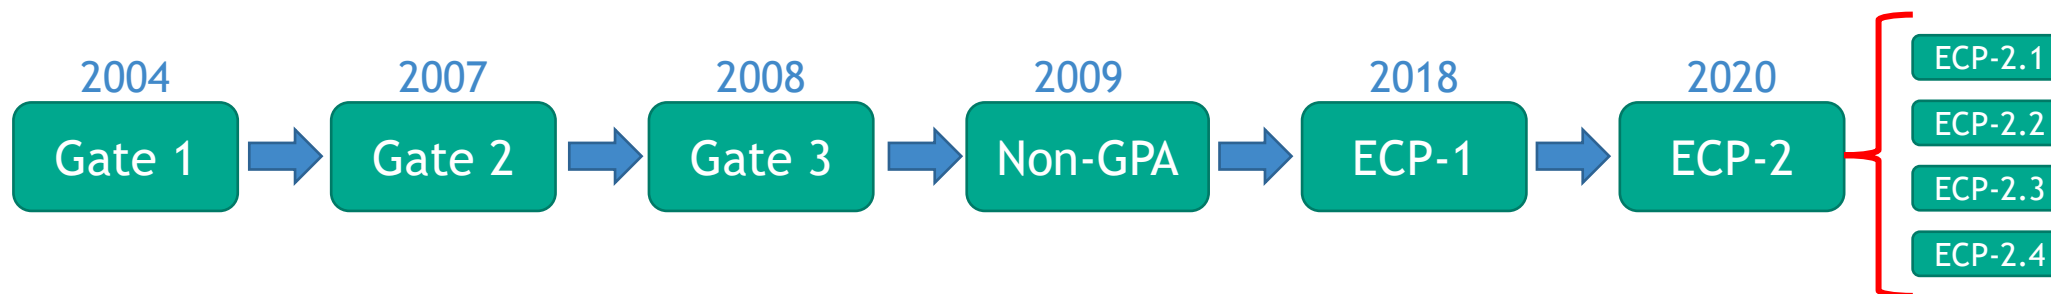 2004
Gate 1
2007
Gate 2
2008
Gate 3
2009
Non-GPA
2018
ECP-1
2020
ECP-2
ECP-2.1
ECP-2.2
ECP-2.3
ECP-2.4